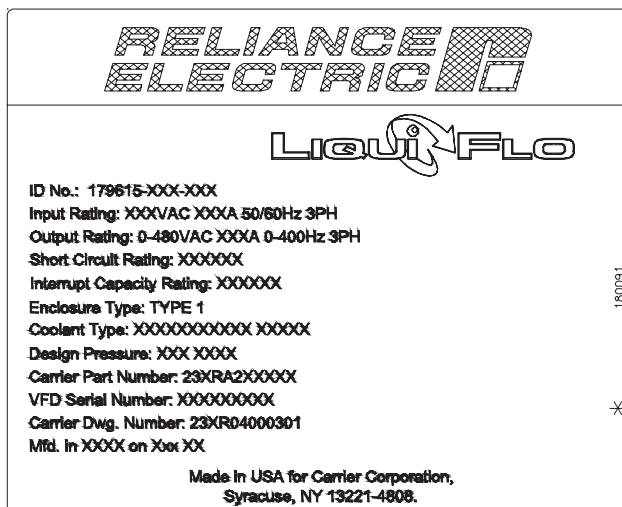 RELIANCE
ELECTRIC
LIQUIFLO
ID No.: 179615-XXX-XXX
Input Rating: XXXVAC XXXA 50/60Hz 3PH
Output Rating: 0-480VAC XXXA 0-400Hz 3PH
Short Circuit Rating: XXXXXX
Interrupt Capacity Rating: XXXXXX
Enclosure Type: TYPE 1
Coolant Type: XXXXXXXXXXX XXXXX
Design Pressure: XXX XXXX
Carrier Part Number: 23XRA2XXXXX
VFD Serial Number: XXXXXXXXX
Carrier Dwg. Number: 23XR04000301
Mfd. in XXXX on Xxx XX
Made in USA for Carrier Corporation,
Syracuse, NY 13221-4808.
180091